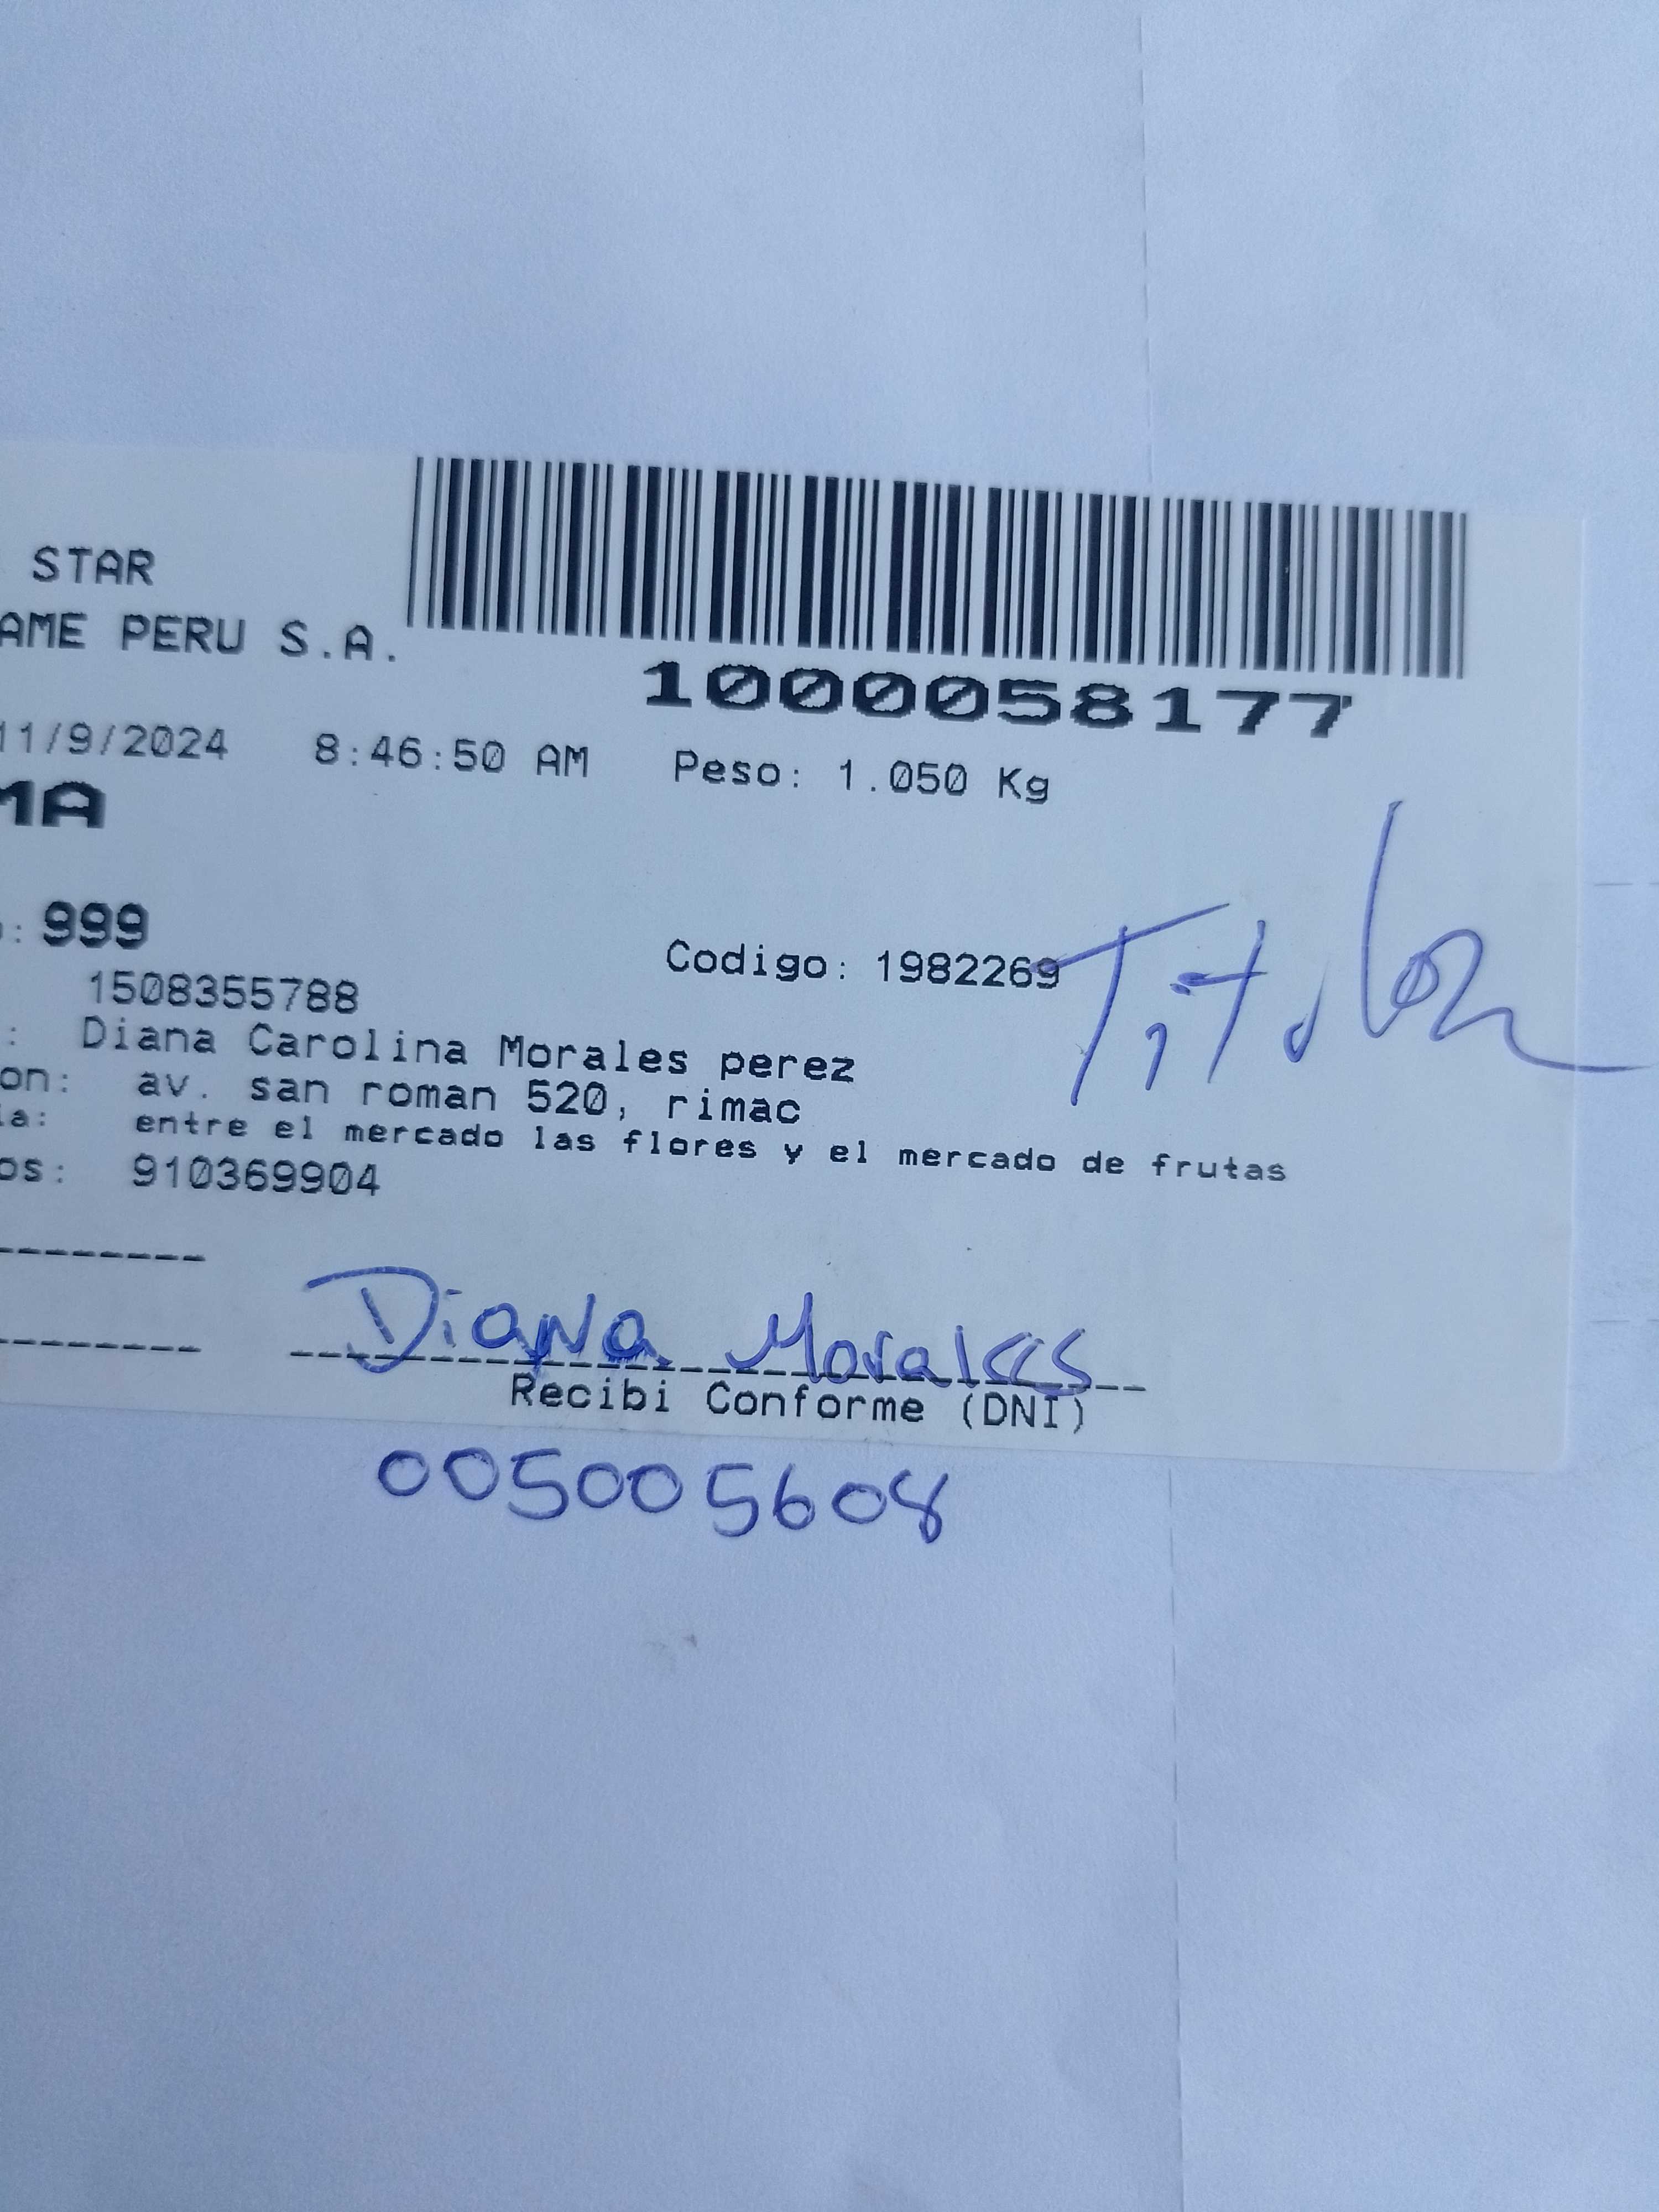 STAR
AME PERU S.A.
1000058177
11/9/2024 8:46:50 AM Peso: 1.050 Kg
MA
: 999
Codigo: 1982269
Titular
1508355788
: Diana Carolina Morales perez
on: av. san roman 520, rimac
ia: entre el mercado las flores y el mercado de frutas
os: 910369904
Diana Morales
Recibi Conforme (DNI)
005005608